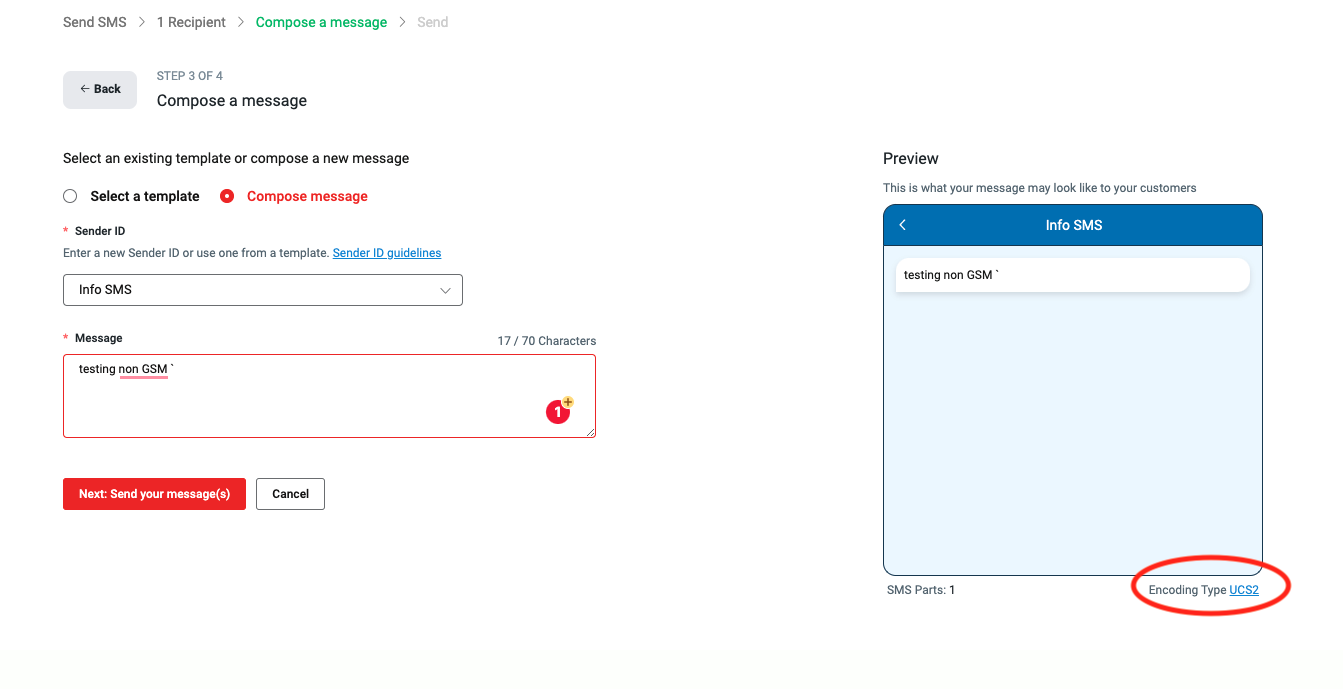 Send SMS > 1 Recipient > Compose a message > Send
← Back
STEP 3 OF 4
Compose a message
Select an existing template or compose a new message
Select a template
Compose message
* Sender ID
Enter a new Sender ID or use one from a template. Sender ID guidelines
Info SMS
* Message
17 / 70 Characters
testing non GSM `
1
+
Next: Send your message(s)
Cancel
Preview
This is what your message may look like to your customers
Info SMS
testing non GSM `
SMS Parts: 1
Encoding Type UCS2